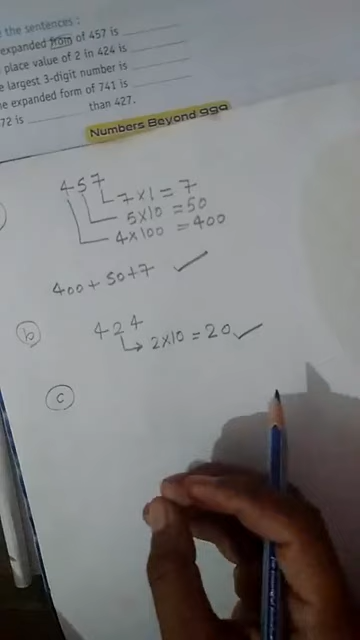 the sentences :
expanded from of 457 is
place value of 2 in 424 is
largest 3-digit number is
expanded form of 741 is
72 is than 427.
Numbers Beyond 999
457
7×1 = 7
5×10 = 50
4×100 = 400
400+50+7
b
424
2×10 = 20
c